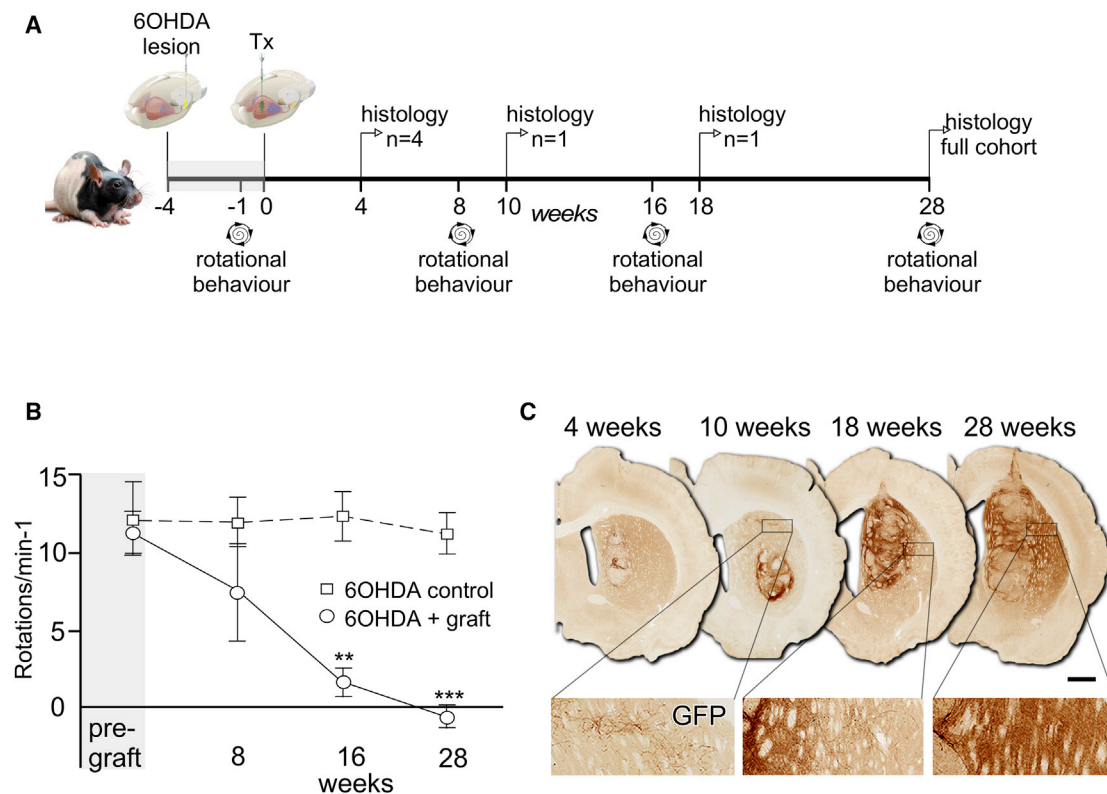 A
6OHDA
lesion
Tx
histology
n=4
histology
n=1
histology
n=1
histology
full cohort
-4
-1
0
4
8
10
weeks
16
18
28
rotational
behaviour
rotational
behaviour
rotational
behaviour
rotational
behaviour
B
Rotations/min-1
15
10
5
0
6OHDA control
6OHDA + graft
**
***
pre-
graft
8
16
28
weeks
C
4 weeks
10 weeks
18 weeks
28 weeks
GFP